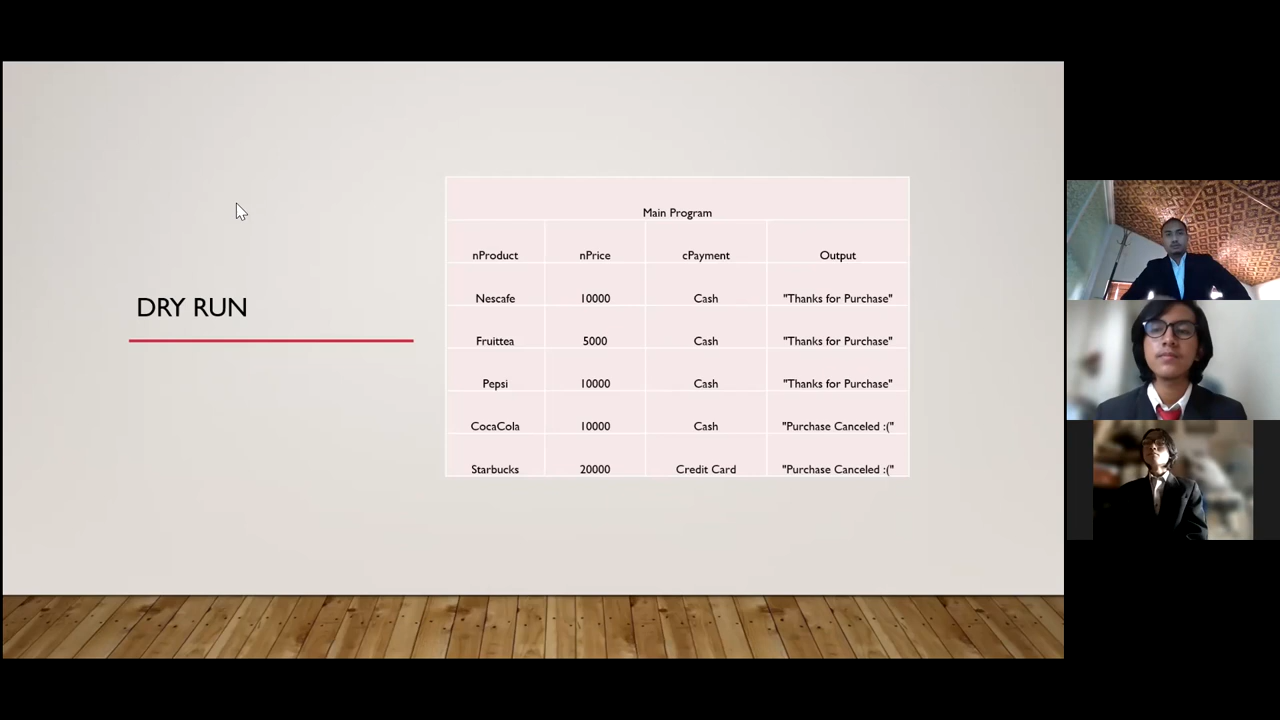 DRY RUN
Main Program
nProduct nPrice cPayment Output
Nescafe 10000 Cash "Thanks for Purchase"
Fruittea 5000 Cash "Thanks for Purchase"
Pepsi 10000 Cash "Thanks for Purchase"
CocaCola 10000 Cash "Purchase Canceled :("
Starbucks 20000 Credit Card "Purchase Canceled :("